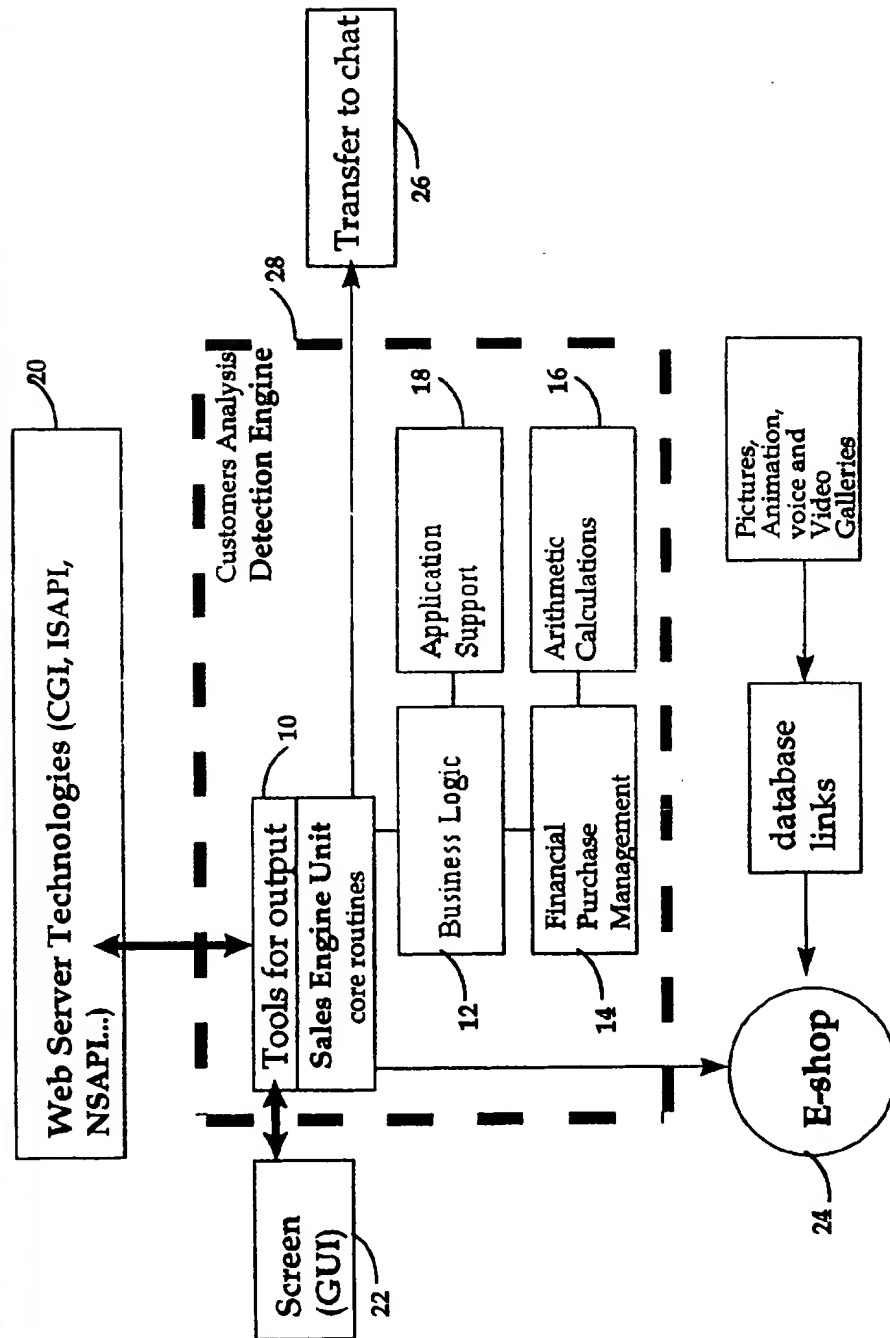 20
Web Server Technologies (CGI, ISAPI,
NSAPI...)
Customers Analysis
Detection Engine
28
Transfer to chat
26
10
Tools for output
Sales Engine Unit
core routines
Screen
(GUI)
22
Business Logic
12
Application
Support
18
Financial
Purchase
Management
14
Arithmetic
Calculations
16
E-shop
24
database
links
Pictures,
Animation,
voice and
Video
Galleries